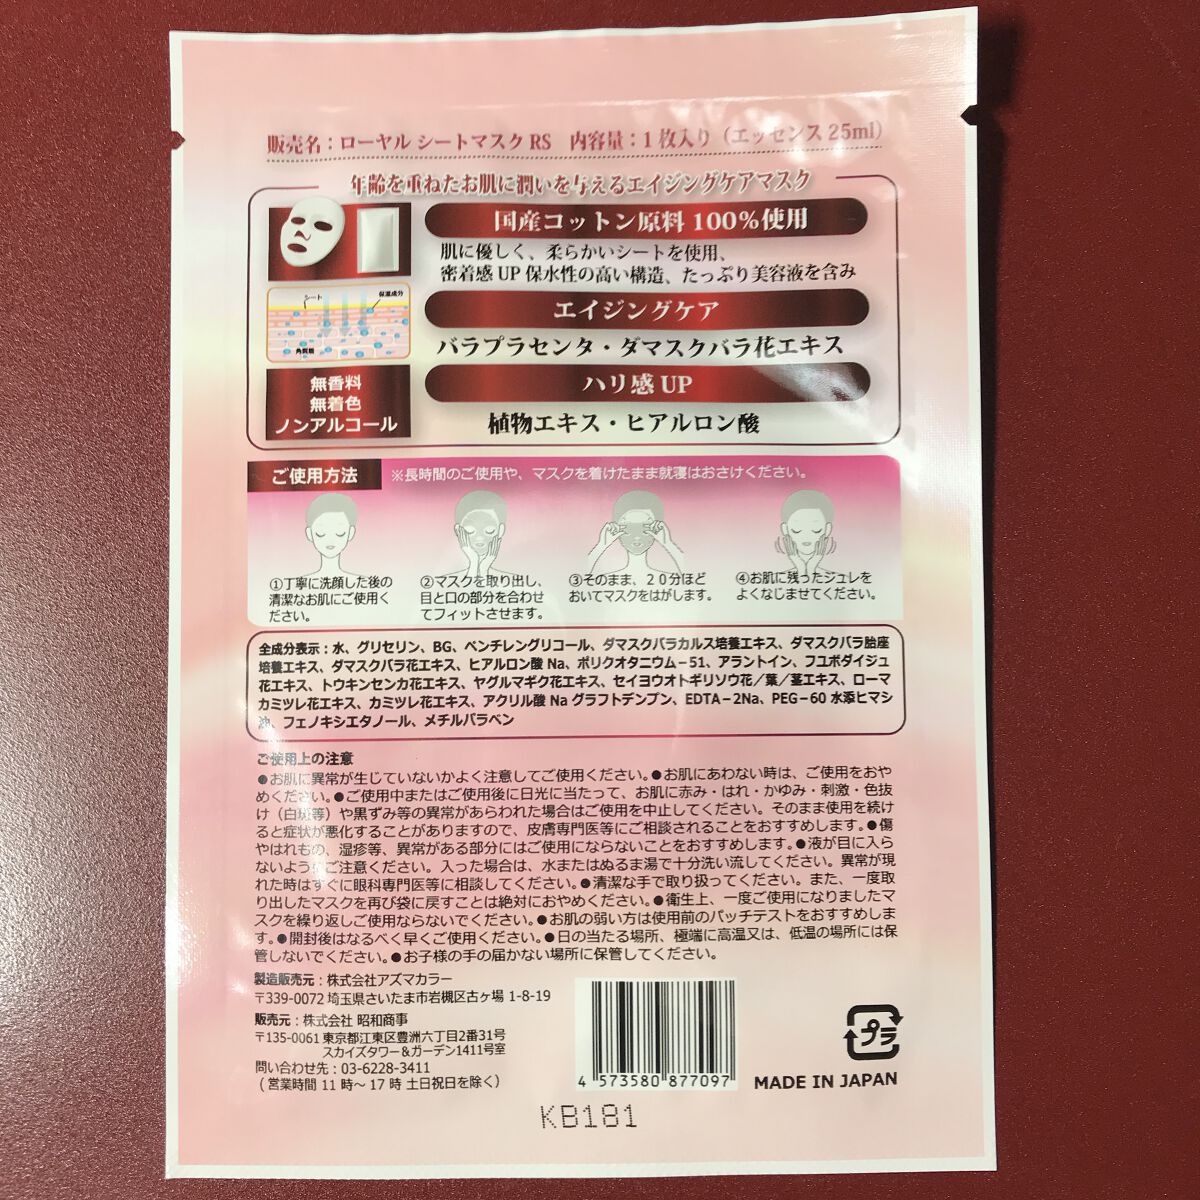 販売名：ローヤル シートマスク RS　内容量：1 枚入り（エッセンス 25ml）
年齢を重ねたお肌に潤いを与えるエイジングケアマスク
国産コットン原料 100％使用
肌に優しく、柔らかいシートを使用、
密着感 UP 保水性の高い構造、たっぷり美容液を含み
シート
保湿成分
角質層
エイジングケア
バラプラセンタ・ダマスクバラ花エキス
無香料
無着色
ノンアルコール
ハリ感 UP
植物エキス・ヒアルロン酸
ご使用方法
※長時間のご使用や、マスクを着けたまま就寝はおさけください。
①丁寧に洗顔した後の
清潔なお肌にご使用く
ださい。
②マスクを取り出し、
目と口の部分を合わせ
てフィットさせます。
③そのまま、２０分ほど
おいてマスクをはがします。
④お肌に残ったジュレを
よくなじませてください。
全成分表示：水、グリセリン、BG、ペンチレングリコール、ダマスクバラカルス培養エキス、ダマスクバラ胎座
培養エキス、ダマスクバラ花エキス、ヒアルロン酸 Na、ポリクオタニウム－51、アラントイン、フユボダイジュ
花エキス、トウキンセンカ花エキス、ヤグルマギク花エキス、セイヨウオトギリソウ花／葉／茎エキス、ローマ
カミツレ花エキス、カミツレ花エキス、アクリル酸 Na グラフトデンプン、EDTA－2Na、PEG－60 水添ヒマシ
油、フェノキシエタノール、メチルパラベン
ご使用上の注意
●お肌に異常が生じていないかよく注意してご使用ください。●お肌にあわない時は、ご使用をおや
めください。●ご使用中またはご使用後に日光に当たって、お肌に赤み・はれ・かゆみ・刺激・色抜
け（白斑等）や黒ずみ等の異常があらわれた場合はご使用を中止してください。そのまま使用を続け
ると症状が悪化することがありますので、皮膚専門医等にご相談されることをおすすめします。●傷
やはれもの、湿疹等、異常がある部分にはご使用にならないことをおすすめします。●液が目に入ら
ないようにご注意ください。入った場合は、水またはぬるま湯で十分洗い流してください。異常が現
れた時はすぐに眼科専門医等に相談してください。●清潔な手で取り扱ってください。また、一度取
り出したマスクを再び袋に戻すことは絶対におやめください。●衛生上、一度ご使用になりましたマ
スクを繰り返しご使用ならないでください。●お肌の弱い方は使用前のパッチテストをおすすめしま
す。●開封後はなるべく早くご使用ください。●日の当たる場所、極端に高温又は、低温の場所には保
管しないでください。●お子様の手の届かない場所に保管してください。
製造販売元：株式会社アズマカラー
〒339-0072 埼玉県さいたま市岩槻区古ヶ場 1-8-19
販売元：株式会社 昭和商事
〒135-0061 東京都江東区豊洲六丁目2番31号
スカイズタワー＆ガーデン1411号室
問い合わせ先：03-6228-3411
（営業時間 11 時～ 17 時 土日祝日を除く）
4 573580 877097
プラ
MADE IN JAPAN
KB181